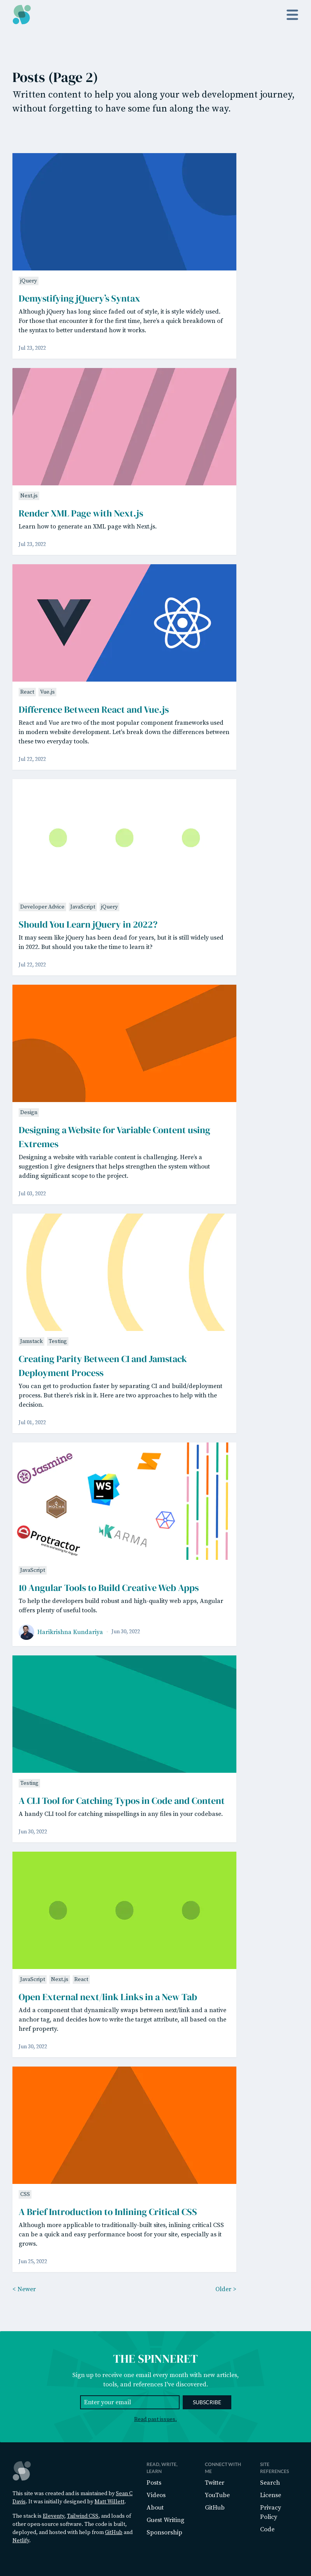 Posts (Page 2)
Written content to help you along your web development journey,
without forgetting to have some fun along the way.
jQuery
Demystifying jQuery's Syntax
Although jQuery has long since faded out of style, it is style widely used.
For those that encounter it for the first time, here's a quick breakdown of
the syntax to better understand how it works.
Jul 23, 2022
Next.js
Render XML Page with Next.js
Learn how to generate an XML page with Next.js.
Jul 23, 2022
React Vue.js
Difference Between React and Vue.js
React and Vue are two of the most popular component frameworks used
in modern website development. Let's break down the differences between
these two everyday tools.
Jul 22, 2022
Developer Advice JavaScript jQuery
Should You Learn jQuery in 2022?
It may seem like jQuery has been dead for years, but it is still widely used
in 2022. But should you take the time to learn it?
Jul 22, 2022
Design
Designing a Website for Variable Content using
Extremes
Designing a website with variable content is challenging. Here's a
suggestion I give designers that helps strengthen the system without
adding significant scope to the project.
Jul 03, 2022
Jamstack Testing
Creating Parity Between CI and Jamstack
Deployment Process
You can get to production faster by separating CI and build/deployment
process. But there's risk in it. Here are two approaches to help with the
decision.
Jul 01, 2022
Jasmine
WS
MOCHA
Protractor
KARMA
JavaScript
10 Angular Tools to Build Creative Web Apps
To help the developers build robust and high-quality web apps, Angular
offers plenty of useful tools.
Harikrishna Kundariya · Jun 30, 2022
Testing
A CLI Tool for Catching Typos in Code and Content
A handy CLI tool for catching misspellings in any files in your codebase.
Jun 30, 2022
JavaScript Next.js React
Open External next/link Links in a New Tab
Add a component that dynamically swaps between next/link and a native
anchor tag, and decides how to write the target attribute, all based on the
href property.
Jun 30, 2022
CSS
A Brief Introduction to Inlining Critical CSS
Although more applicable to traditionally-built sites, inlining critical CSS
can be a quick and easy performance boost for your site, especially as it
grows.
Jun 25, 2022
< Newer Older >
THE SPINNERET
Sign up to receive one email every month with new articles,
tools, and references I've discovered.
Enter your email SUBSCRIBE
Read past issues.
This site was created and is maintained by Sean C
Davis. It was initially designed by Matt Willett.
The stack is Eleventy, Tailwind CSS, and loads of
other open-source software. The code is built,
deployed, and hosted with help from GitHub and
Netlify.
READ, WRITE,
LEARN
Posts
Videos
About
Guest Writing
Sponsorship
CONNECT WITH
ME
Twitter
YouTube
GitHub
SITE
REFERENCES
Search
License
Privacy
Policy
Code